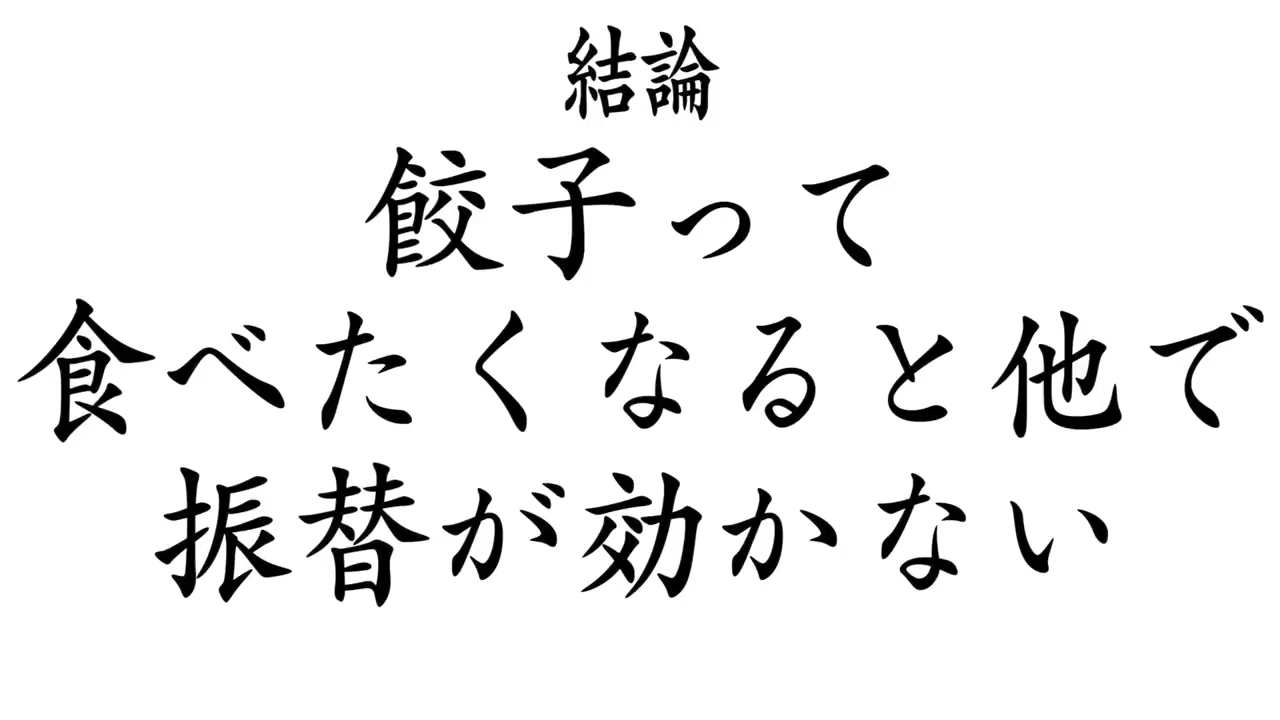 結論
餃子って
食べたくなると他で
振替が効かない